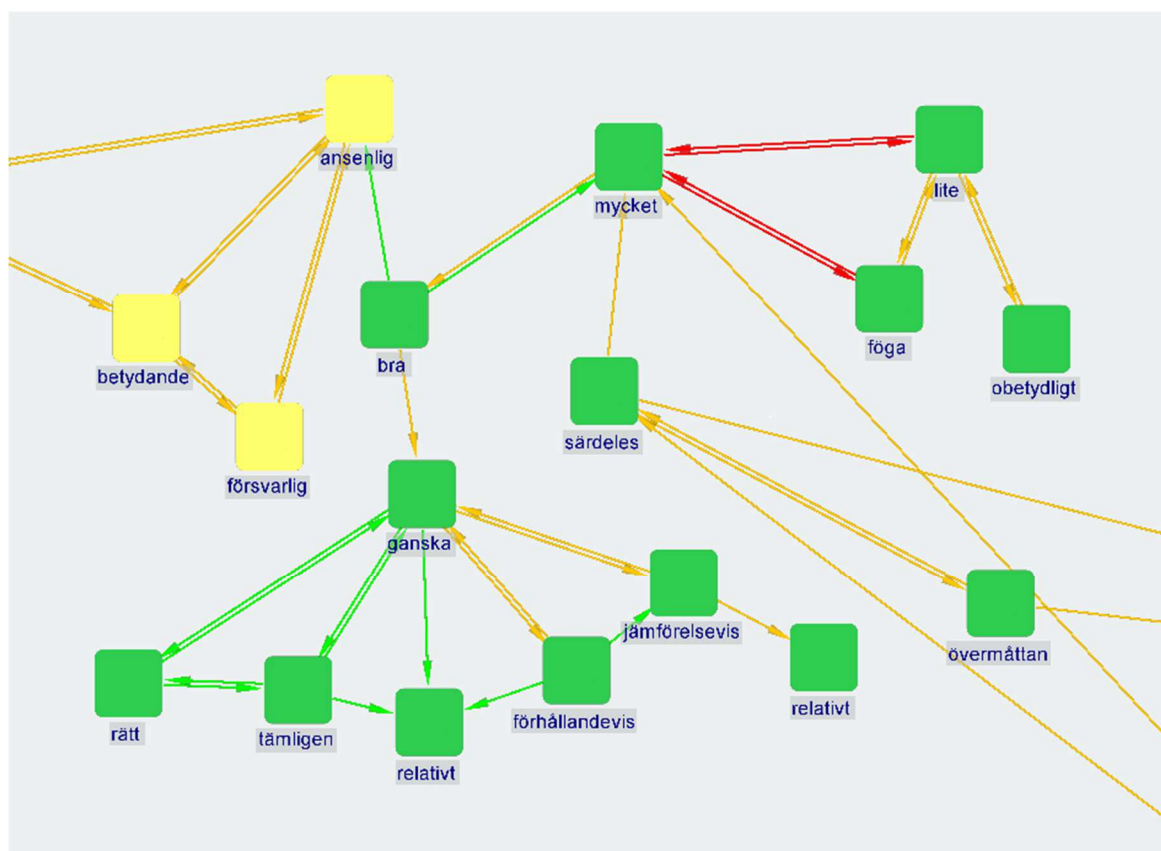 ansenlig
mycket
lite
bra
föga
betydande
obetydligt
särdeles
försvarlig
ganska
jämförelsevis
övermåttan
relativt
förhållandevis
rätt
tämligen
relativt